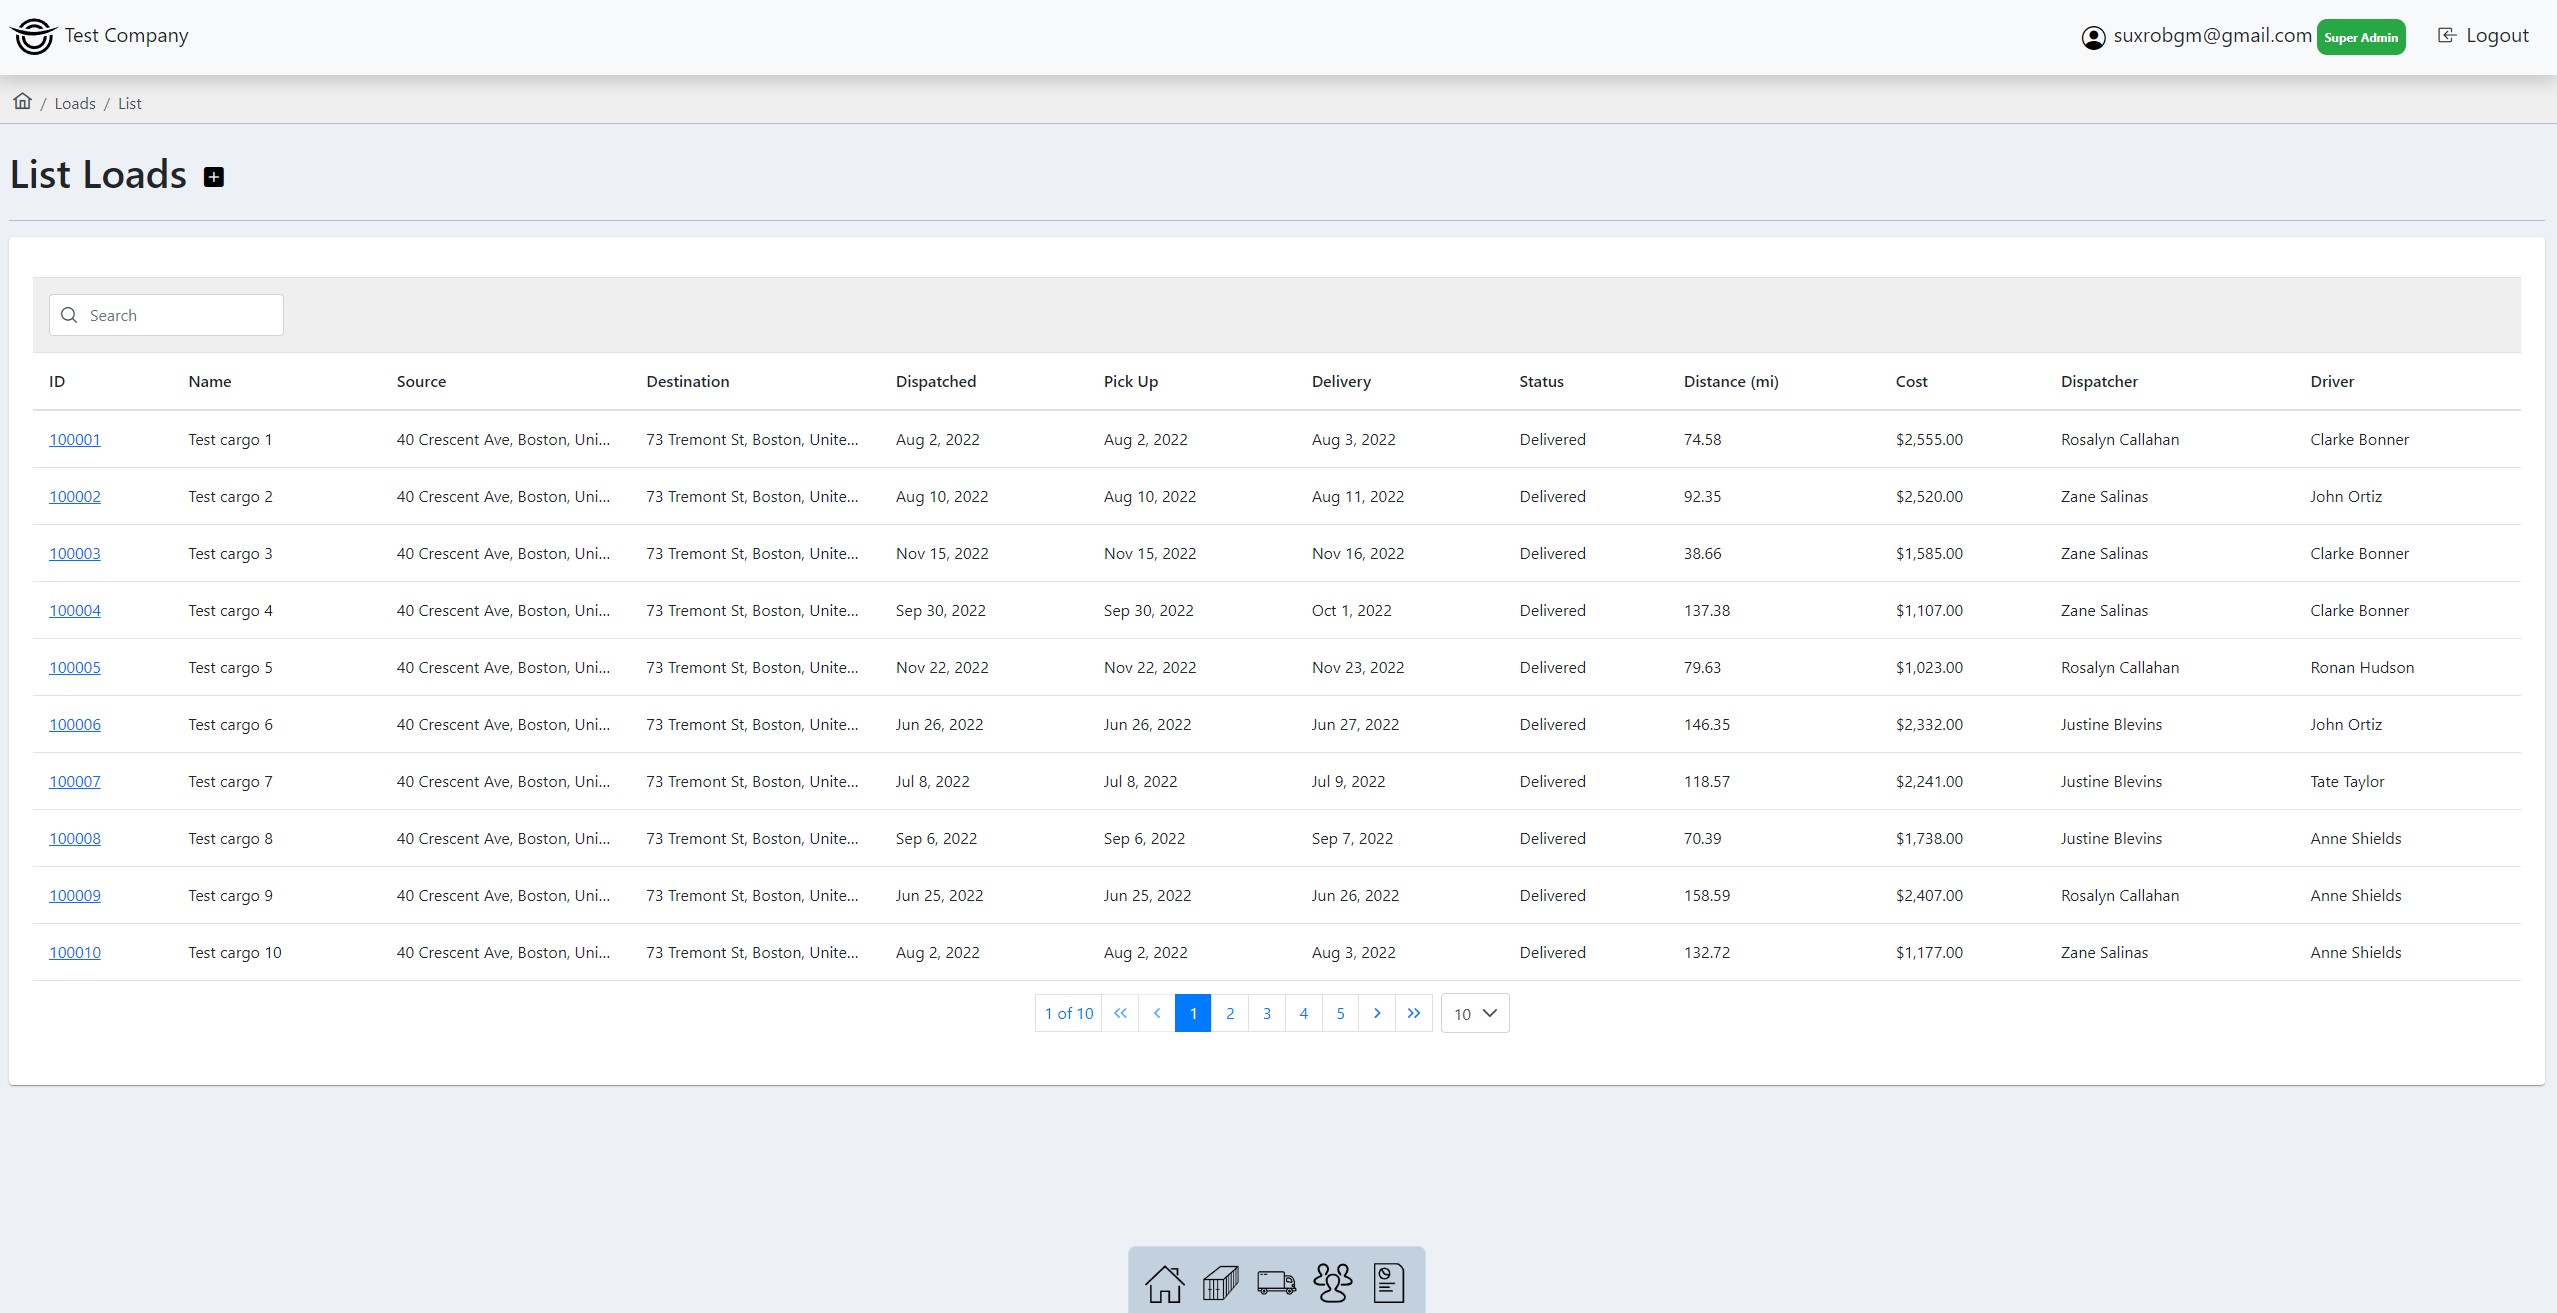 Test Company
suxrobgm@gmail.com Super Admin Logout
/ Loads / List
List Loads
Search
ID Name Source Destination Dispatched Pick Up Delivery Status Distance (mi) Cost Dispatcher Driver
100001 Test cargo 1 40 Crescent Ave, Boston, Uni... 73 Tremont St, Boston, Unite... Aug 2, 2022 Aug 2, 2022 Aug 3, 2022 Delivered 74.58 $2,555.00 Rosalyn Callahan Clarke Bonner
100002 Test cargo 2 40 Crescent Ave, Boston, Uni... 73 Tremont St, Boston, Unite... Aug 10, 2022 Aug 10, 2022 Aug 11, 2022 Delivered 92.35 $2,520.00 Zane Salinas John Ortiz
100003 Test cargo 3 40 Crescent Ave, Boston, Uni... 73 Tremont St, Boston, Unite... Nov 15, 2022 Nov 15, 2022 Nov 16, 2022 Delivered 38.66 $1,585.00 Zane Salinas Clarke Bonner
100004 Test cargo 4 40 Crescent Ave, Boston, Uni... 73 Tremont St, Boston, Unite... Sep 30, 2022 Sep 30, 2022 Oct 1, 2022 Delivered 137.38 $1,107.00 Zane Salinas Clarke Bonner
100005 Test cargo 5 40 Crescent Ave, Boston, Uni... 73 Tremont St, Boston, Unite... Nov 22, 2022 Nov 22, 2022 Nov 23, 2022 Delivered 79.63 $1,023.00 Rosalyn Callahan Ronan Hudson
100006 Test cargo 6 40 Crescent Ave, Boston, Uni... 73 Tremont St, Boston, Unite... Jun 26, 2022 Jun 26, 2022 Jun 27, 2022 Delivered 146.35 $2,332.00 Justine Blevins John Ortiz
100007 Test cargo 7 40 Crescent Ave, Boston, Uni... 73 Tremont St, Boston, Unite... Jul 8, 2022 Jul 8, 2022 Jul 9, 2022 Delivered 118.57 $2,241.00 Justine Blevins Tate Taylor
100008 Test cargo 8 40 Crescent Ave, Boston, Uni... 73 Tremont St, Boston, Unite... Sep 6, 2022 Sep 6, 2022 Sep 7, 2022 Delivered 70.39 $1,738.00 Justine Blevins Anne Shields
100009 Test cargo 9 40 Crescent Ave, Boston, Uni... 73 Tremont St, Boston, Unite... Jun 25, 2022 Jun 25, 2022 Jun 26, 2022 Delivered 158.59 $2,407.00 Rosalyn Callahan Anne Shields
100010 Test cargo 10 40 Crescent Ave, Boston, Uni... 73 Tremont St, Boston, Unite... Aug 2, 2022 Aug 2, 2022 Aug 3, 2022 Delivered 132.72 $1,177.00 Zane Salinas Anne Shields
1 of 10 << < 1 2 3 4 5 > >> 10